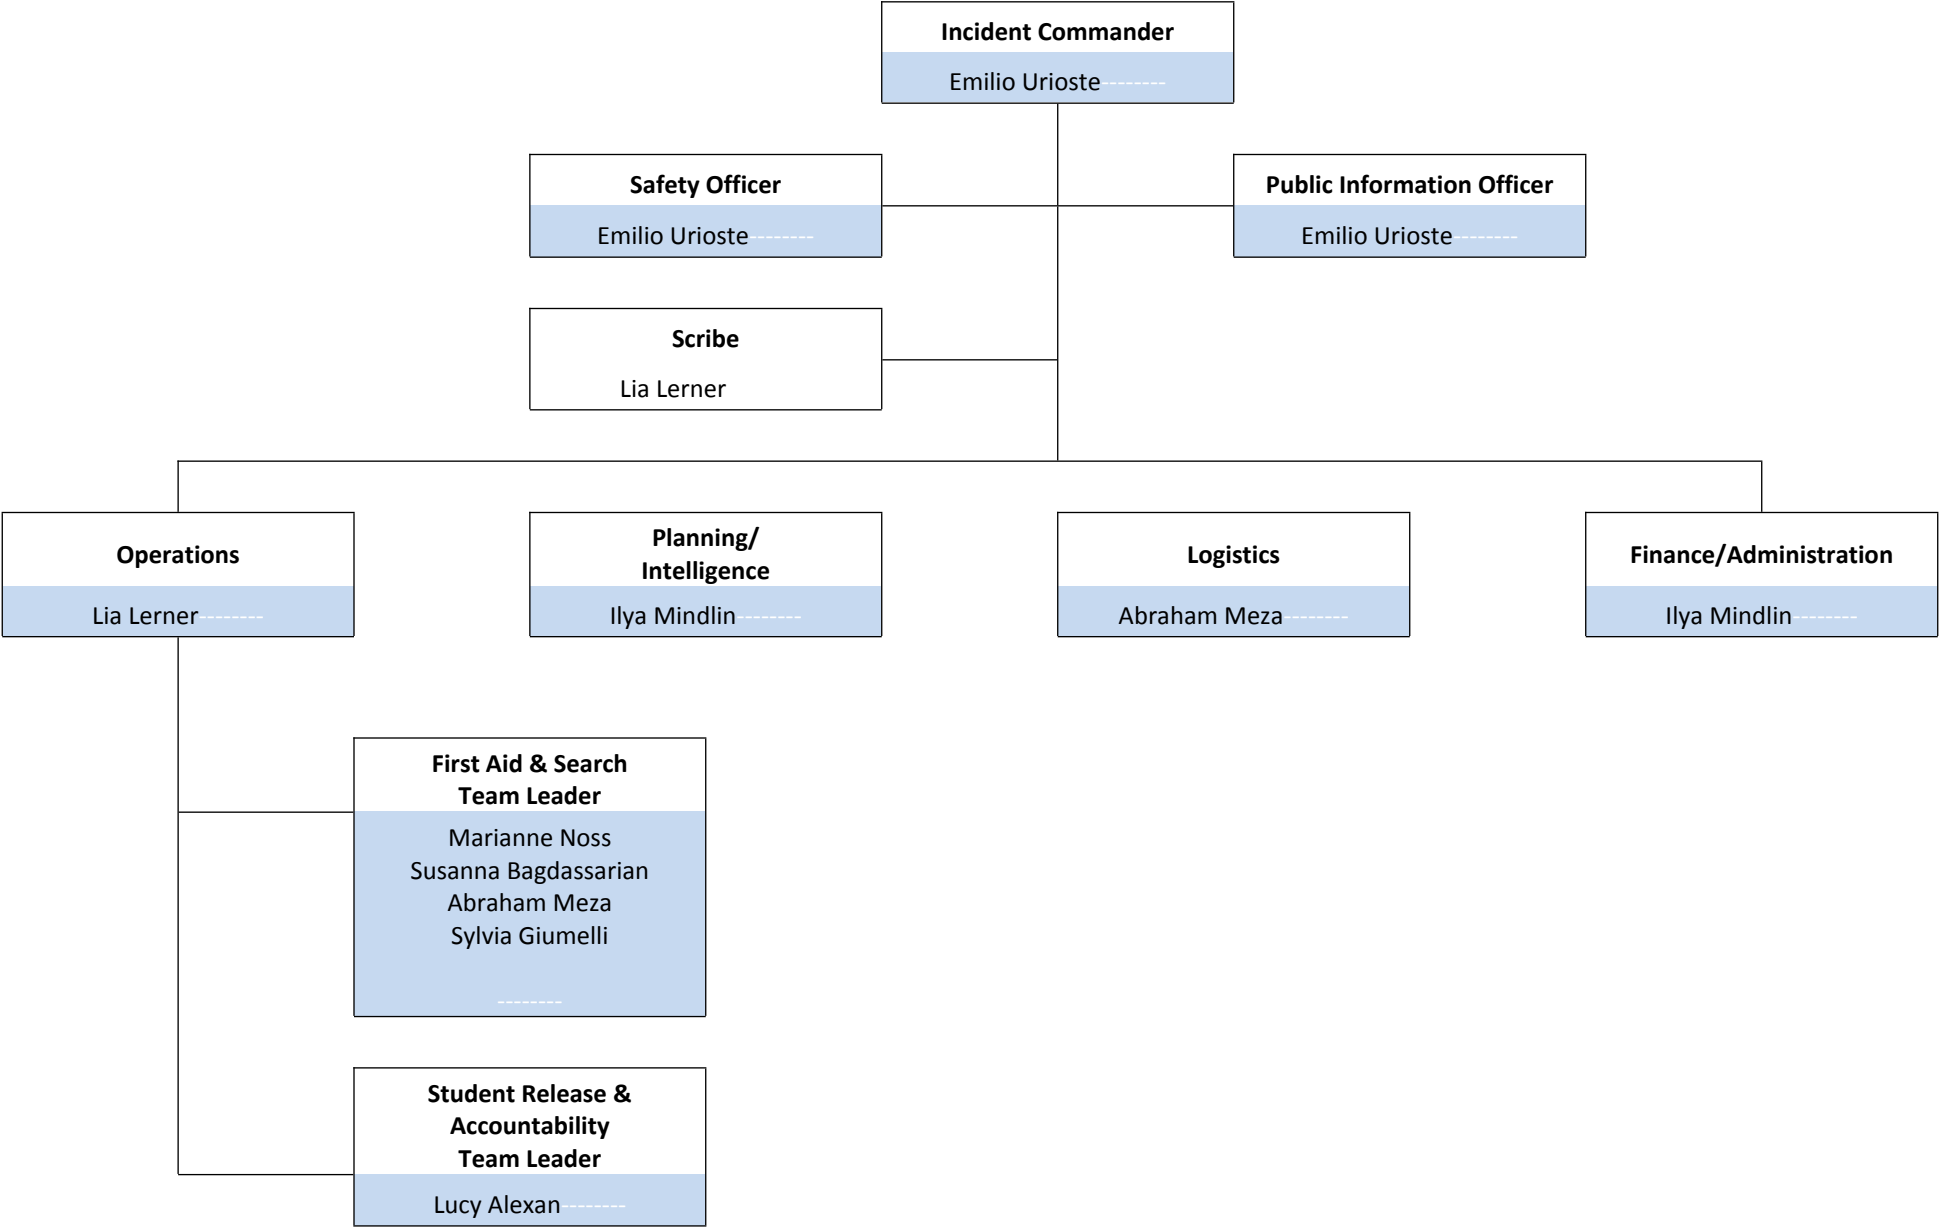 Incident Commander
Emilio Urioste--------
Safety Officer
Emilio Urioste--------
Public Information Officer
Emilio Urioste--------
Scribe
Lia Lerner
Operations
Lia Lerner--------
Planning/
Intelligence
Ilya Mindlin--------
Logistics
Abraham Meza--------
Finance/Administration
Ilya Mindlin--------
First Aid & Search
Team Leader
Marianne Noss
Susanna Bagdassarian
Abraham Meza
Sylvia Giumelli
--------
Student Release &
Accountability
Team Leader
Lucy Alexan--------